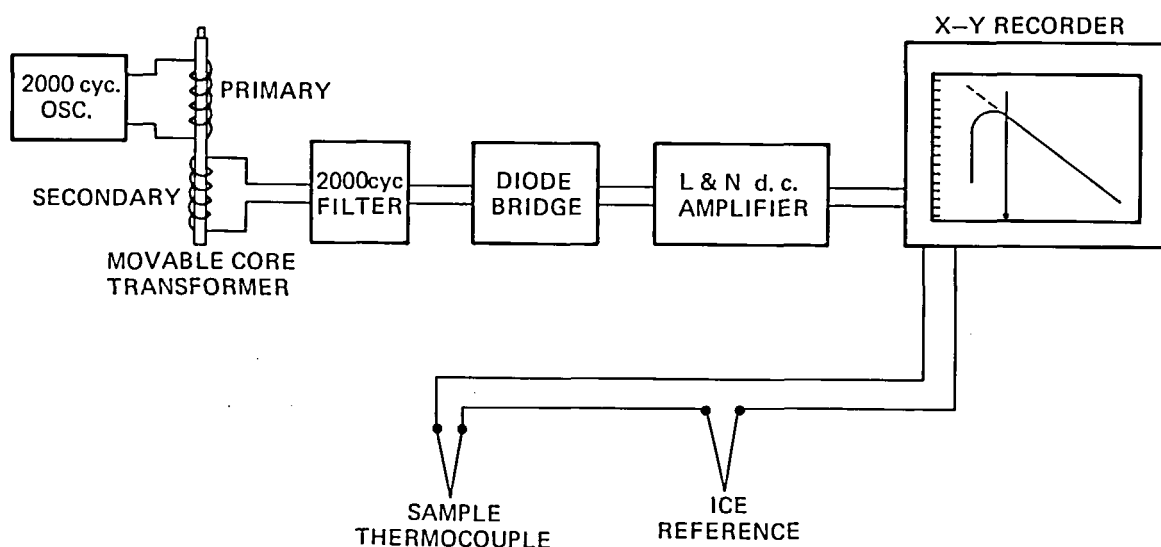 X–Y RECORDER
2000 cyc.
OSC.
PRIMARY
SECONDARY
MOVABLE CORE
TRANSFORMER
2000cyc
FILTER
DIODE
BRIDGE
L & N d. c.
AMPLIFIER
SAMPLE
THERMOCOUPLE
ICE
REFERENCE